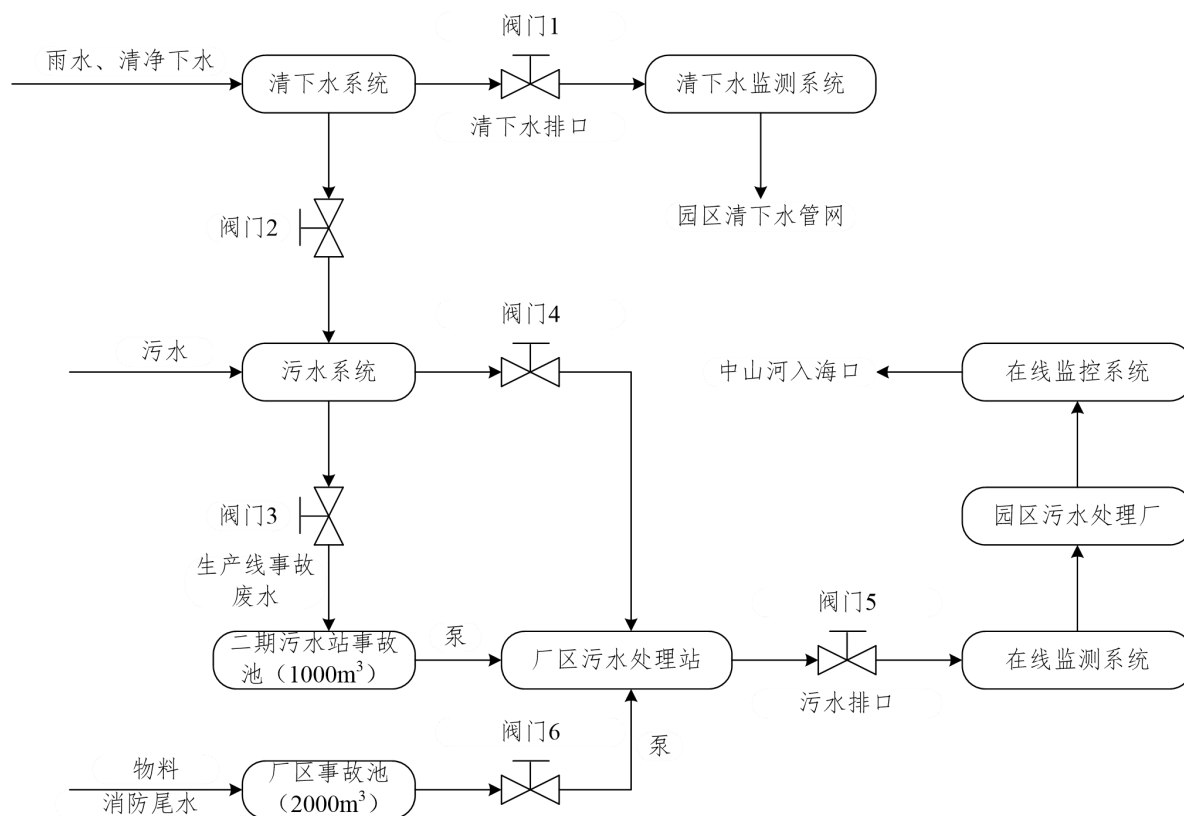 阀门1
雨水、清净下水
清下水系统
清下水监测系统
清下水排口
阀门2
园区清下水管网
阀门4
污水
污水系统
中山河入海口
在线监控系统
阀门3
园区污水处理厂
生产线事故
废水
阀门5
二期污水站事故
池（1000m³）
泵
厂区污水处理站
在线监测系统
污水排口
阀门6
泵
物料
消防尾水
厂区事故池
（2000m³）